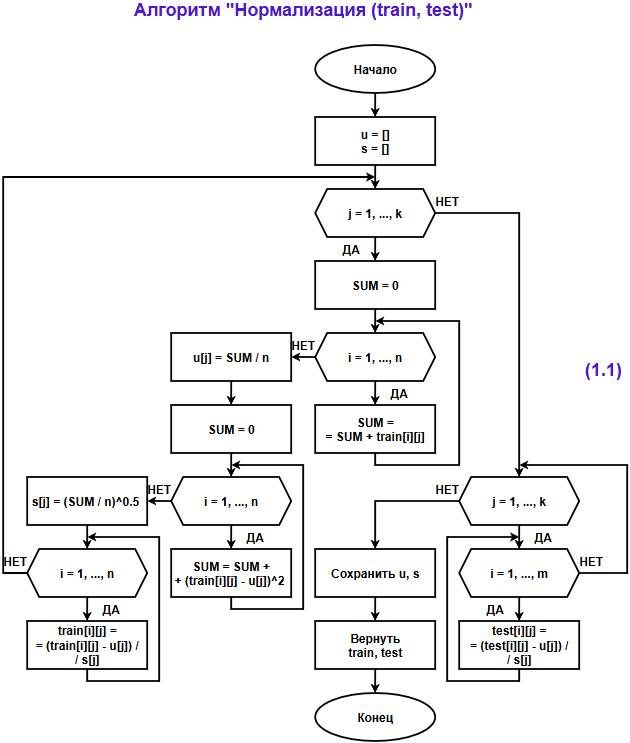 Алгоритм "Нормализация (train, test)"
Начало
u = []
s = []
j = 1, ..., k
НЕТ
ДА
SUM = 0
i = 1, ..., n
НЕТ
ДА
SUM =
= SUM + train[i][j]
u[j] = SUM / n
SUM = 0
i = 1, ..., n
НЕТ
ДА
SUM = SUM +
+ (train[i][j] - u[j])^2
s[j] = (SUM / n)^0.5
i = 1, ..., n
НЕТ
ДА
train[i][j] =
= (train[i][j] - u[j]) /
/ s[j]
j = 1, ..., k
НЕТ
ДА
i = 1, ..., m
НЕТ
ДА
test[i][j] =
= (test[i][j] - u[j]) /
/ s[j]
Сохранить u, s
Вернуть
train, test
Конец
(1.1)